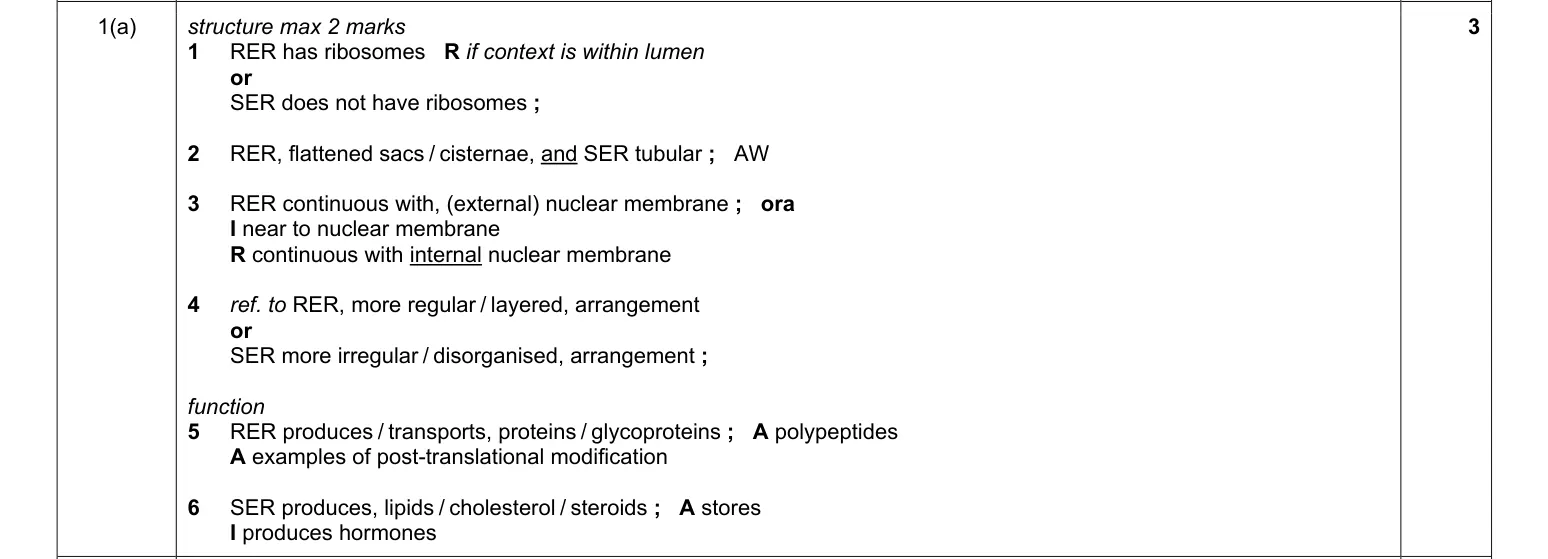 1(a) structure max 2 marks 3
1 RER has ribosomes R if context is within lumen
or
SER does not have ribosomes ;
2 RER, flattened sacs / cisternae, and SER tubular ; AW
3 RER continuous with, (external) nuclear membrane ; ora
I near to nuclear membrane
R continuous with internal nuclear membrane
4 ref. to RER, more regular / layered, arrangement
or
SER more irregular / disorganised, arrangement ;
function
5 RER produces / transports, proteins / glycoproteins ; A polypeptides
A examples of post-translational modification
6 SER produces, lipids / cholesterol / steroids ; A stores
I produces hormones